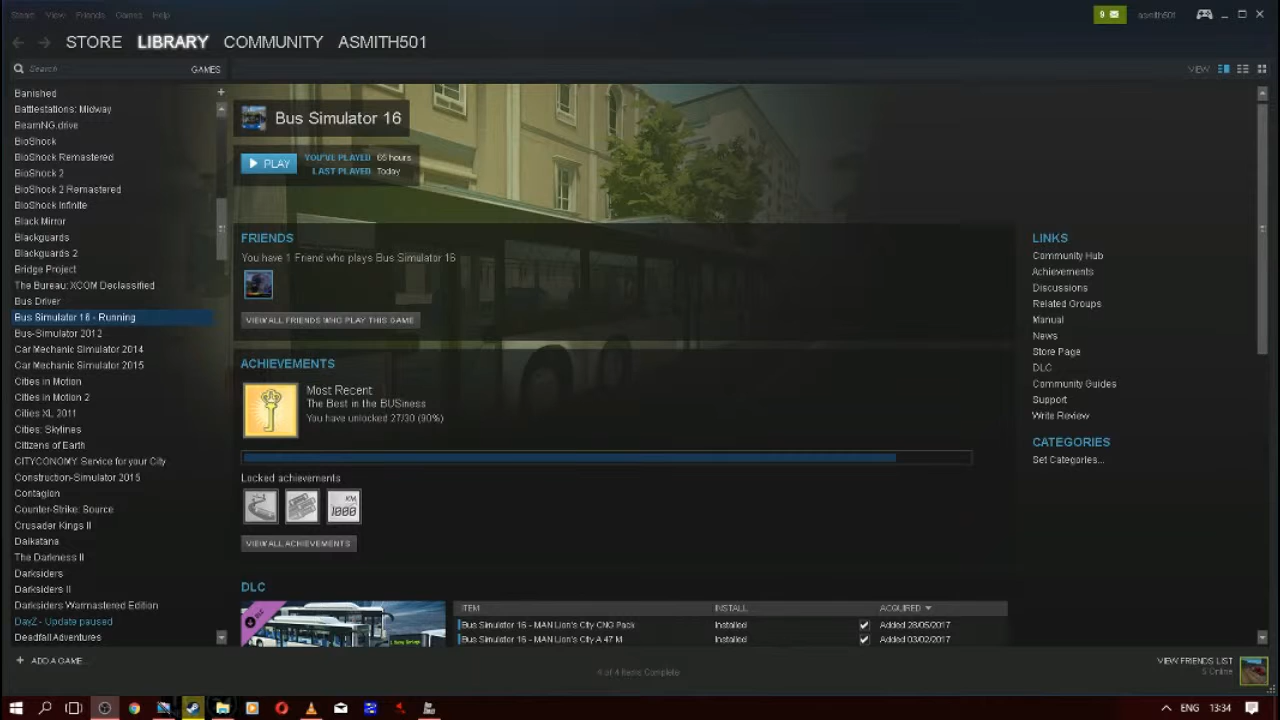 Steam View Friends Games Help
9
asmith501
STORE LIBRARY COMMUNITY ASMITH501
Search
GAMES
VIEW
Banished
Battlestations: Midway
BeamNG.drive
BioShock
BioShock Remastered
BioShock 2
BioShock 2 Remastered
BioShock Infinite
Black Mirror
Blackguards
Blackguards 2
Bridge Project
The Bureau: XCOM Declassified
Bus Driver
Bus Simulator 16 - Running
Bus-Simulator 2012
Car Mechanic Simulator 2014
Car Mechanic Simulator 2015
Cities in Motion
Cities in Motion 2
Cities XL 2011
Cities: Skylines
Citizens of Earth
CITYCONOMY: Service for your City
Construction-Simulator 2015
Contagion
Counter-Strike: Source
Crusader Kings II
Daikatana
The Darkness II
Darksiders
Darksiders II
Darksiders Warmastered Edition
DayZ - Update paused
Deadfall Adventures
+ ADD A GAME...
Bus Simulator 16
PLAY
YOU'VE PLAYED 66 hours
LAST PLAYED Today
FRIENDS
You have 1 Friend who plays Bus Simulator 16
VIEW ALL FRIENDS WHO PLAY THIS GAME
ACHIEVEMENTS
Most Recent
The Best in the BUSiness
You have unlocked 27/30 (90%)
Locked achievements
KM
1000
VIEW ALL ACHIEVEMENTS
DLC
DLC
ITEM INSTALL ACQUIRED
Bus Simulator 16 - MAN Lion's City CNG Pack Installed Added 28/05/2017
Bus Simulator 16 - MAN Lion's City A 47 M Installed Added 03/02/2017
LINKS
Community Hub
Achievements
Discussions
Related Groups
Manual
News
Store Page
DLC
Community Guides
Support
Write Review
CATEGORIES
Set Categories...
4 of 4 Items Complete
VIEW FRIENDS LIST
5 Online
ENG 13:34